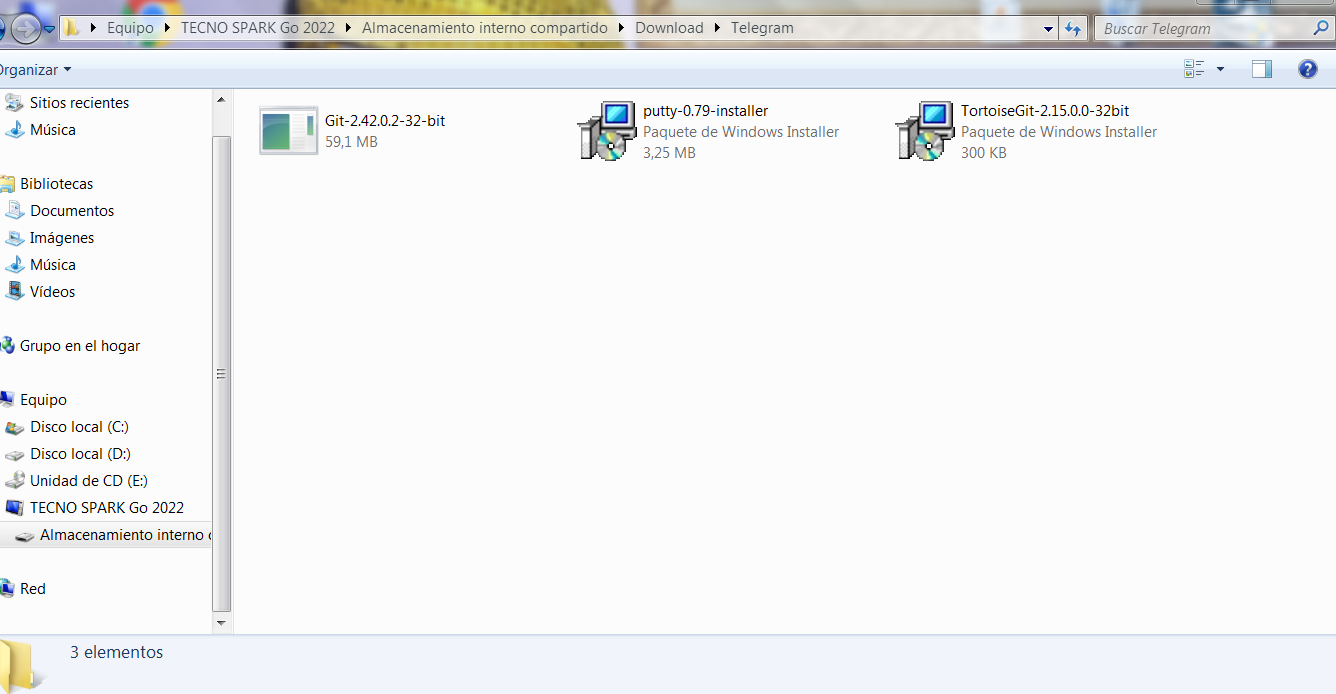 Equipo TECNO SPARK Go 2022 Almacenamiento interno compartido Download Telegram
Buscar Telegram
Organizar
Sitios recientes
Música
Bibliotecas
Documentos
Imágenes
Música
Vídeos
Grupo en el hogar
Equipo
Disco local (C:)
Disco local (D:)
Unidad de CD (E:)
TECNO SPARK Go 2022
Almacenamiento interno c
Red
Git-2.42.0.2-32-bit
59,1 MB
putty-0.79-installer
Paquete de Windows Installer
3,25 MB
TortoiseGit-2.15.0.0-32bit
Paquete de Windows Installer
300 KB
3 elementos